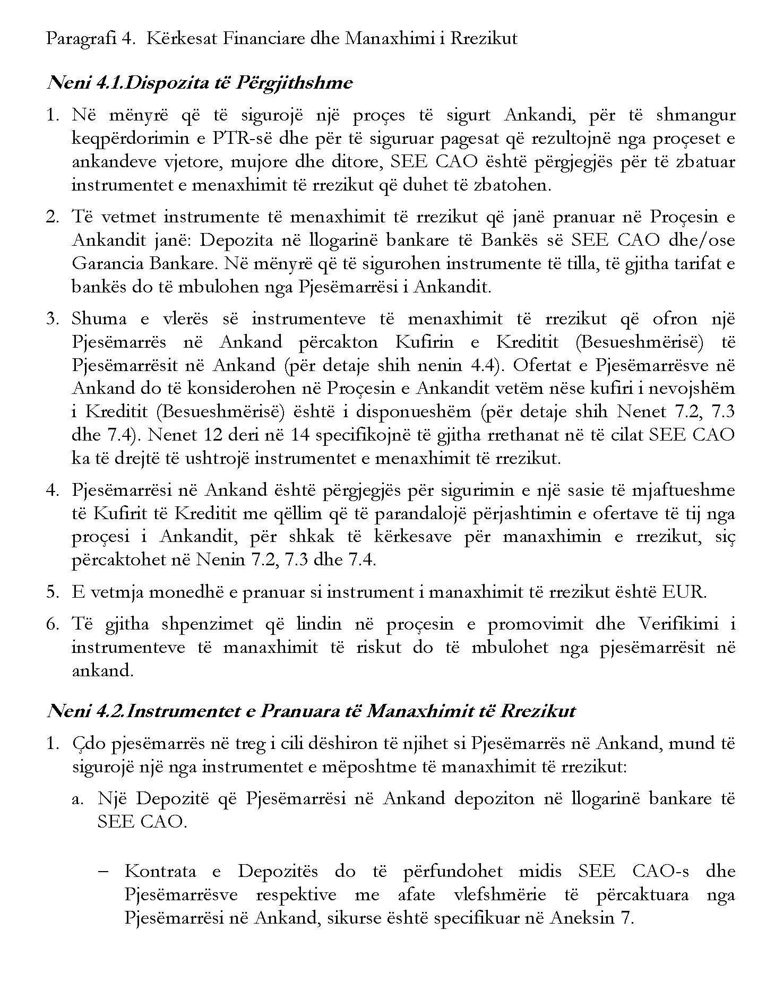 Paragrafi 4.  Kërkesat Financiare dhe Manaxhimi i Rrezikut
Neni 4.1.Dispozita të Përgjithshme
1. Në mënyrë që të sigurojë një proçes të sigurt Ankandi, për të shmangur
keqpërdorimin e PTR-së dhe për të siguruar pagesat që rezultojnë nga proçeset e
ankandeve vjetore, mujore dhe ditore, SEE CAO është përgjegjës për të zbatuar
instrumentet e menaxhimit të rrezikut që duhet të zbatohen.
2. Të vetmet instrumente të menaxhimit të rrezikut që janë pranuar në Proçesin e
Ankandit janë: Depozita në llogarinë bankare të Bankës së SEE CAO dhe/ose
Garancia Bankare. Në mënyrë që të sigurohen instrumente të tilla, të gjitha tarifat e
bankës do të mbulohen nga Pjesëmarrësi i Ankandit.
3. Shuma e vlerës së instrumenteve të menaxhimit të rrezikut që ofron një
Pjesëmarrës në Ankand përcakton Kufirin e Kreditit (Besueshmërisë) të
Pjesëmarrësit në Ankand (për detaje shih nenin 4.4). Ofertat e Pjesëmarrësve në
Ankand do të konsiderohen në Proçesin e Ankandit vetëm nëse kufiri i nevojshëm
i Kreditit (Besueshmërisë) është i disponueshëm (për detaje shih Nenet 7.2, 7.3
dhe 7.4). Nenet 12 deri në 14 specifikojnë të gjitha rrethanat në të cilat SEE CAO
ka të drejtë të ushtrojë instrumentet e menaxhimit të rrezikut.
4. Pjesëmarrësi në Ankand është përgjegjës për sigurimin e një sasie të mjaftueshme
të Kufirit të Kreditit me qëllim që të parandalojë përjashtimin e ofertave të tij nga
proçesi i Ankandit, për shkak të kërkesave për manaxhimin e rrezikut, siç
përcaktohet në Nenin 7.2, 7.3 dhe 7.4.
5. E vetmja monedhë e pranuar si instrument i manaxhimit të rrezikut është EUR.
6. Të gjitha shpenzimet që lindin në proçesin e promovimit dhe Verifikimi i
instrumenteve të manaxhimit të riskut do të mbulohet nga pjesëmarrësit në
ankand.
Neni 4.2.Instrumentet e Pranuara të Manaxhimit të Rrezikut
1. Çdo pjesëmarrës në treg i cili dëshiron të njihet si Pjesëmarrës në Ankand, mund të
sigurojë një nga instrumentet e mëposhtme të manaxhimit të rrezikut:
a. Një Depozitë që Pjesëmarrësi në Ankand depoziton në llogarinë bankare të
SEE CAO.
– Kontrata e Depozitës do të përfundohet midis SEE CAO-s dhe
Pjesëmarrësve respektive me afate vlefshmërie të përcaktuara nga
Pjesëmarrësi në Ankand, sikurse është specifikuar në Aneksin 7.